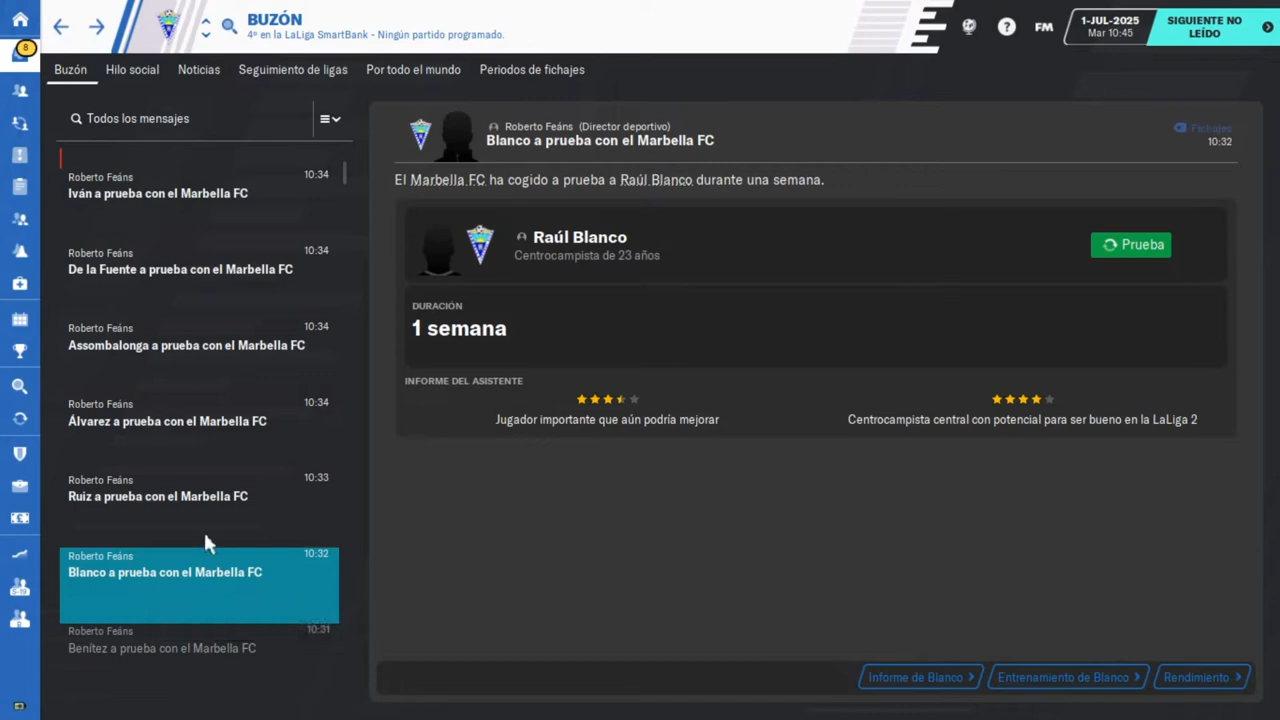 BUZÓN
4º en la LaLiga SmartBank - Ningún partido programado.
FM
1-JUL-2025
Mar 10:45
SIGUIENTE NO
LEÍDO
8
Buzón
Hilo social
Noticias
Seguimiento de ligas
Por todo el mundo
Periodos de fichajes
Todos los mensajes
Roberto Feáns
10:34
Iván a prueba con el Marbella FC
Roberto Feáns
10:34
De la Fuente a prueba con el Marbella FC
Roberto Feáns
10:34
Assombalonga a prueba con el Marbella FC
Roberto Feáns
10:34
Álvarez a prueba con el Marbella FC
Roberto Feáns
10:33
Ruiz a prueba con el Marbella FC
Roberto Feáns
10:32
Blanco a prueba con el Marbella FC
Roberto Feáns
10:31
Benítez a prueba con el Marbella FC
Roberto Feáns (Director deportivo)
Blanco a prueba con el Marbella FC
Fichajes
10:32
El Marbella FC ha cogido a prueba a Raúl Blanco durante una semana.
Raúl Blanco
Centrocampista de 23 años
Prueba
DURACIÓN
1 semana
INFORME DEL ASISTENTE
Jugador importante que aún podría mejorar
Centrocampista central con potencial para ser bueno en la LaLiga 2
Informe de Blanco
Entrenamiento de Blanco
Rendimiento